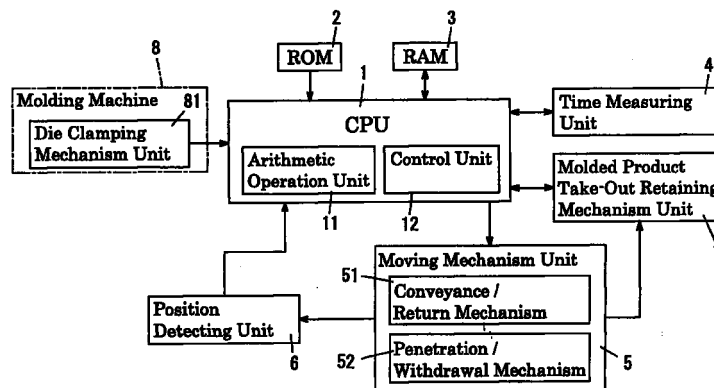 2
3
ROM
RAM
8
81
1
4
Molding Machine
Die Clamping
Mechanism Unit
CPU
Arithmetic
Operation Unit
Control Unit
11
12
Time Measuring
Unit
Molded Product
Take-Out Retaining
Mechanism Unit
Moving Mechanism Unit
51
Conveyance /
Return Mechanism
52
Penetration /
Withdrawal Mechanism
5
Position
Detecting Unit
6